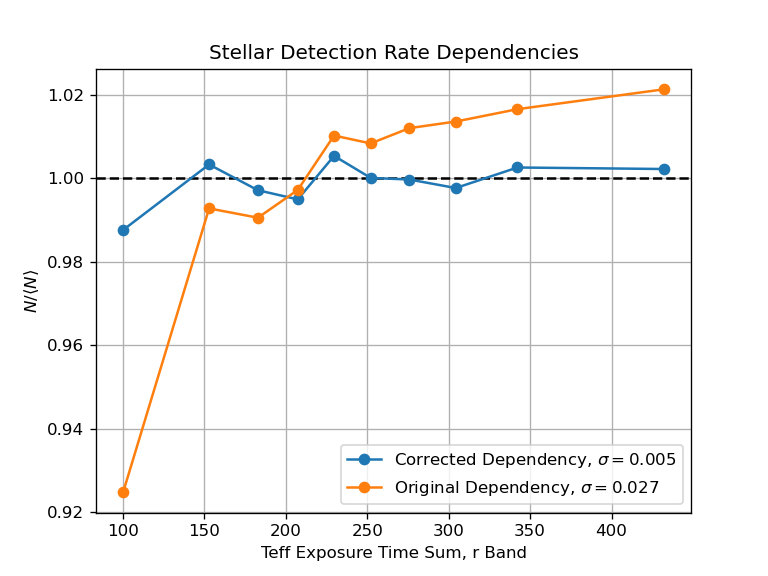 Stellar Detection Rate Dependencies
1.02
1.00
0.98
0.96
0.94
0.92
N/⟨N⟩
Corrected Dependency, σ = 0.005
Original Dependency, σ = 0.027
100 150 200 250 300 350 400
Teff Exposure Time Sum, r Band